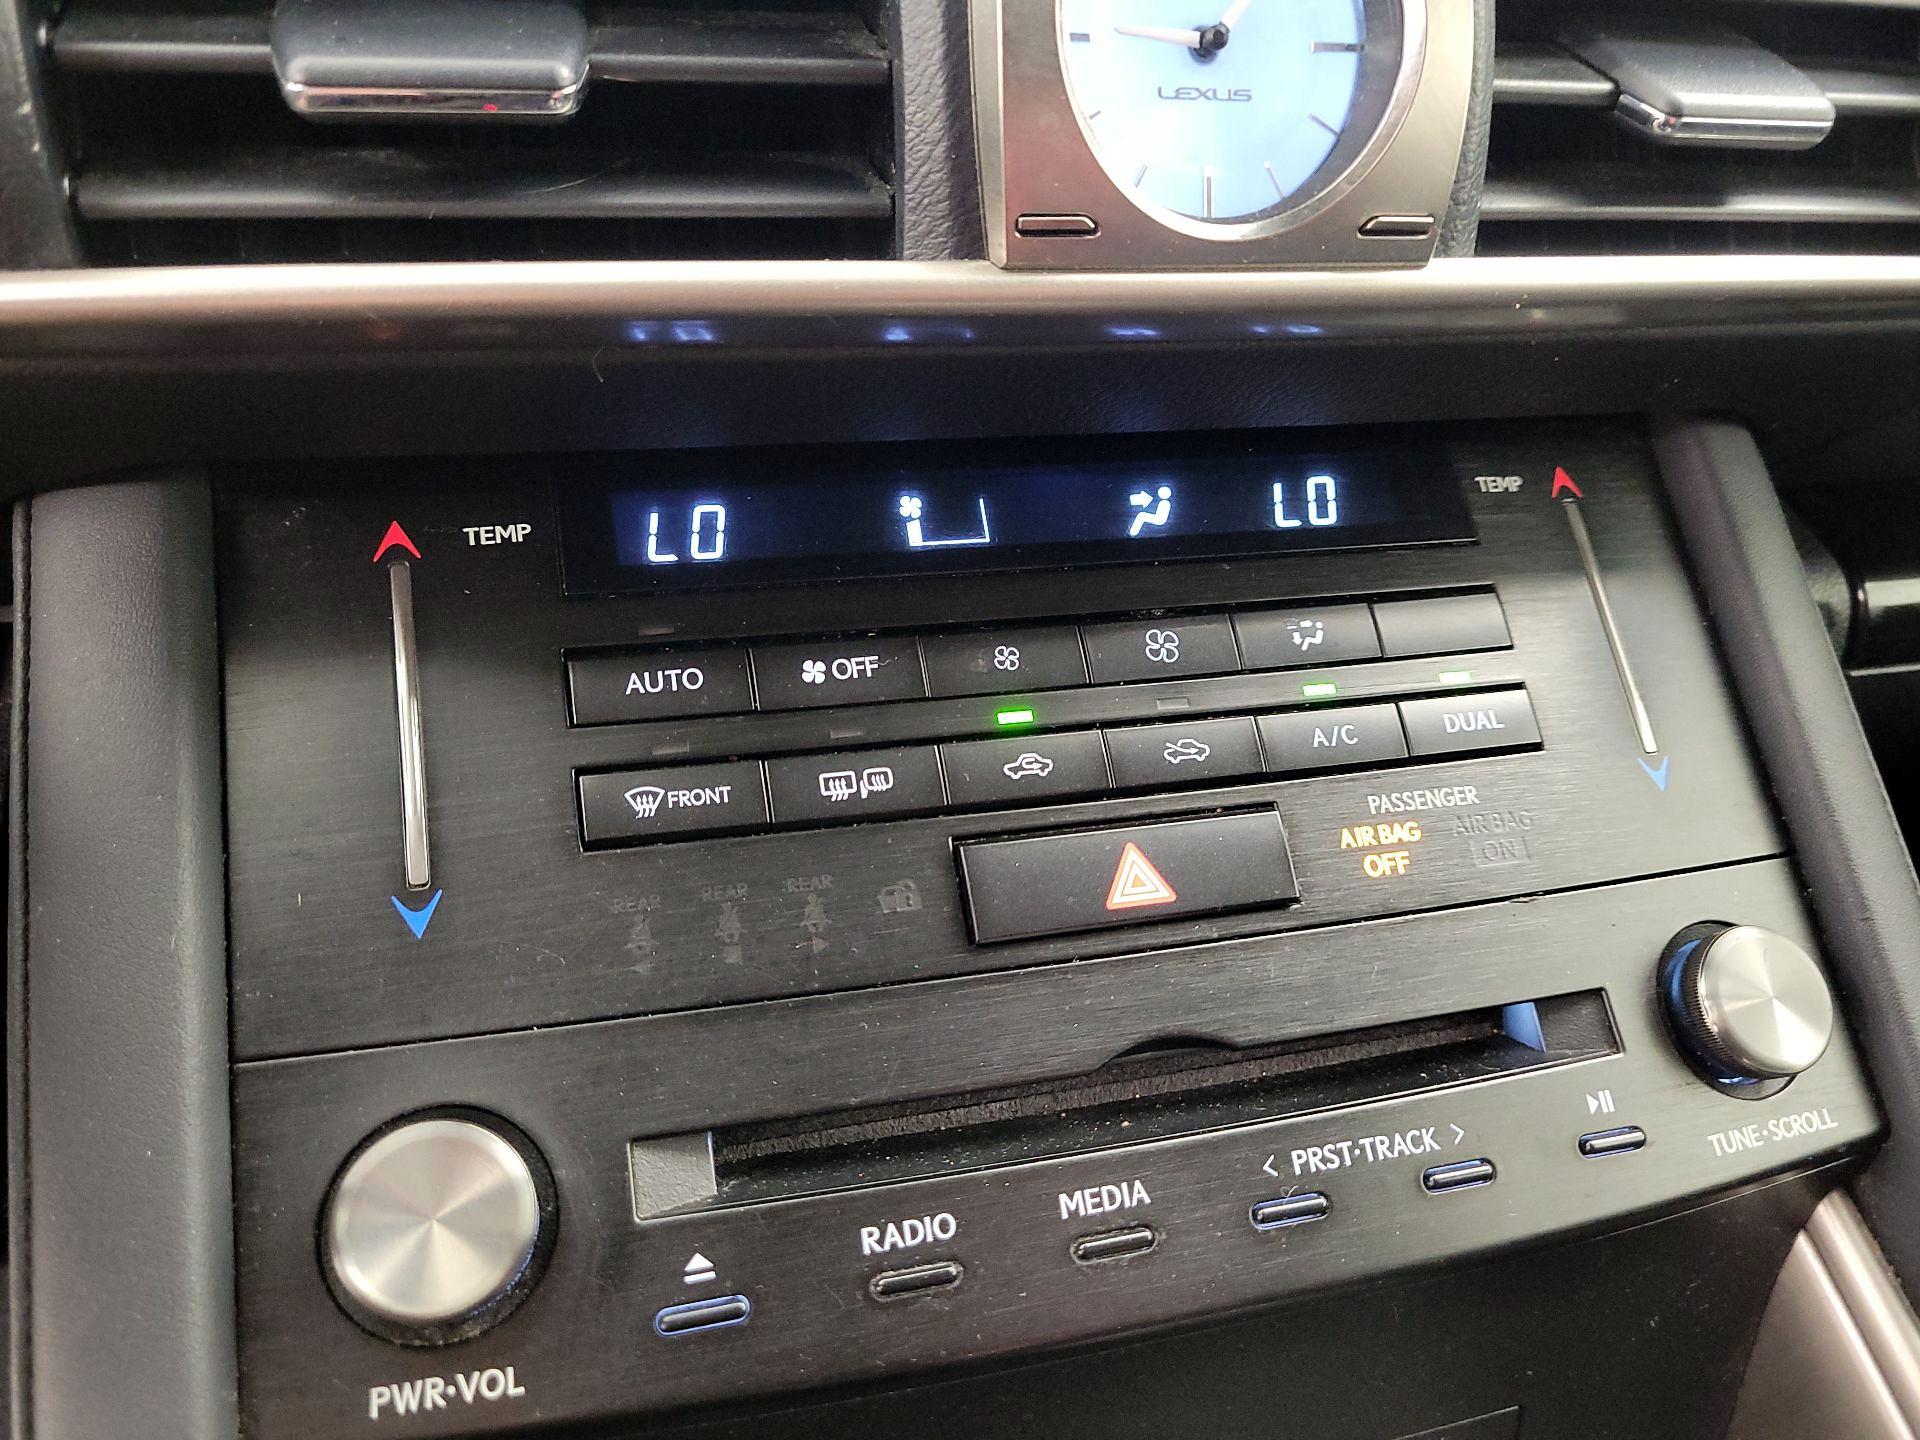 LEXUS
TEMP
LO
LO
TEMP
AUTO
OFF
FRONT
A/C
DUAL
PASSENGER
AIR BAG
OFF
AIR BAG
ON
REAR
REAR
REAR
PWR·VOL
RADIO
MEDIA
< PRST·TRACK >
TUNE·SCROLL